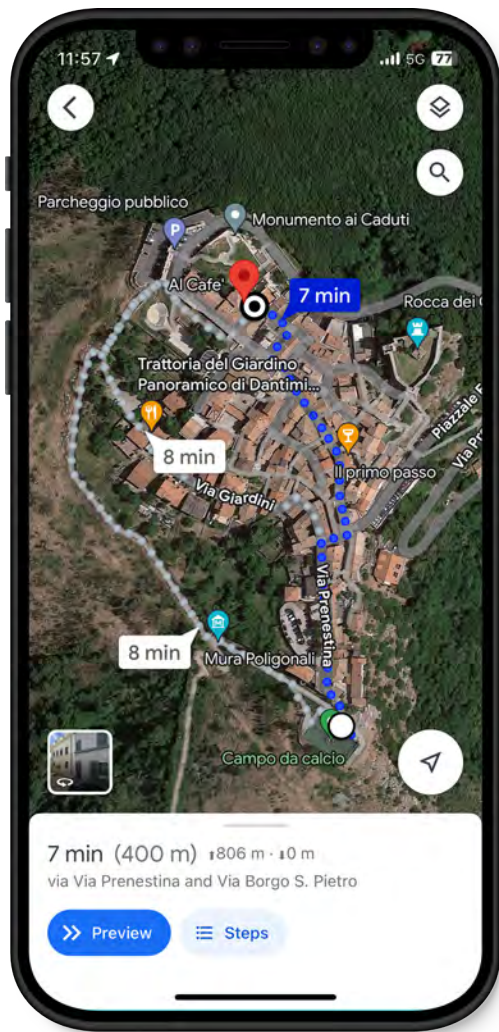 11:57
5G 77
Parcheggio pubblico
P
Monumento ai Caduti
Al Cafe'
7 min
Rocca dei
Trattoria del Giardino
Panoramico di Dantimi...
Piazzale
Via
Il primo passo
8 min
Via Giardini
Via Prenestina
8 min
Mura Poligonali
Campo da calcio
7 min (400 m) 806 m · 0 m
via Via Prenestina and Via Borgo S. Pietro
Preview
Steps